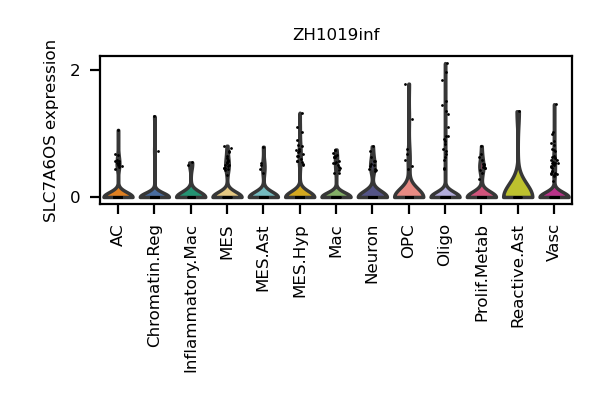 ZH1019inf
SLC7A6OS expression
2
0
AC
Chromatin.Reg
Inflammatory.Mac
MES
MES.Ast
MES.Hyp
Mac
Neuron
OPC
Oligo
Prolif.Metab
Reactive.Ast
Vasc